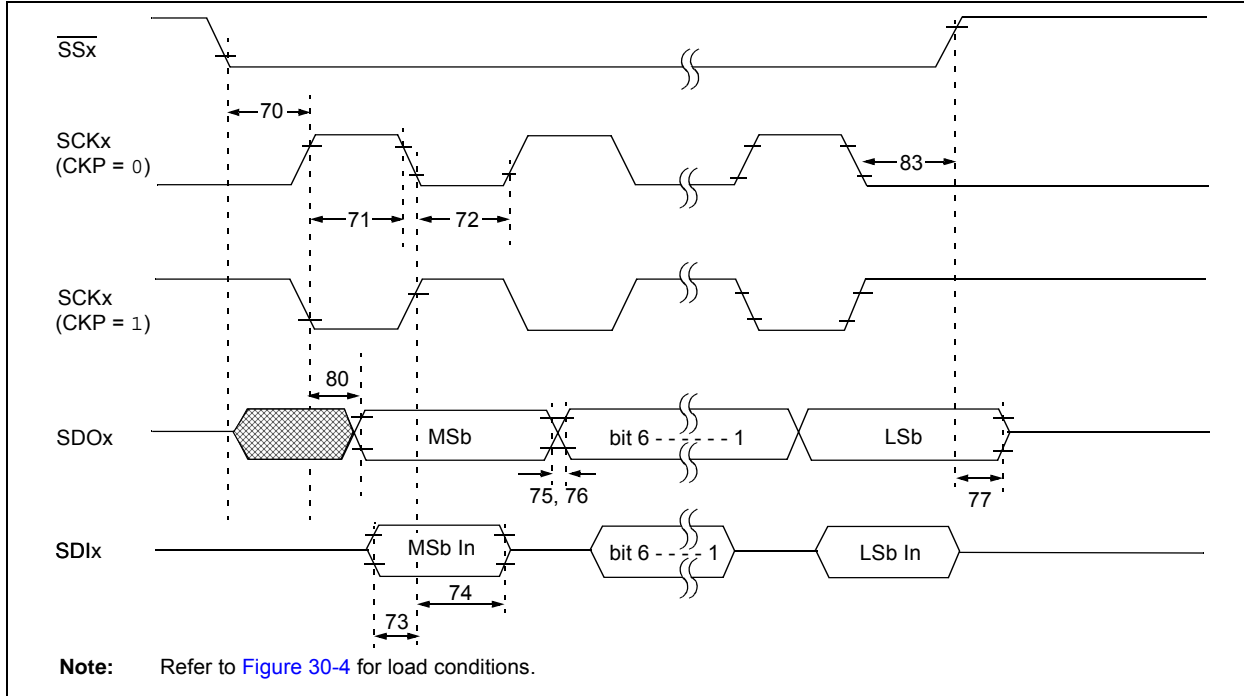 SSx
70
SCKx
(CKP = 0)
83
71
72
SCKx
(CKP = 1)
80
SDOx
MSb
bit 6 - - - - - - 1
LSb
75, 76
77
SDIx
MSb In
bit 6 - - - - 1
LSb In
74
73
Note: Refer to Figure 30-4 for load conditions.